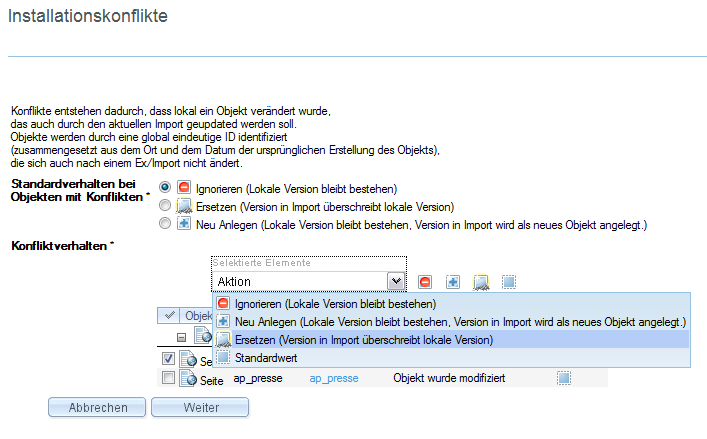 Installationskonflikte
Konflikte entstehen dadurch, dass lokal ein Objekt verändert wurde,
das auch durch den aktuellen Import geupdated werden soll.
Objekte werden durch eine global eindeutige ID identifiziert
(zusammengesetzt aus dem Ort und dem Datum der ursprünglichen Erstellung des Objekts),
die sich auch nach einem Ex/Import nicht ändert.
Standardverhalten bei
Objekten mit Konflikten *
Ignorieren (Lokale Version bleibt bestehen)
Ersetzen (Version in Import überschreibt lokale Version)
Neu Anlegen (Lokale Version bleibt bestehen, Version in Import wird als neues Objekt angelegt.)
Konfliktverhalten *
Selektierte Elemente
Aktion
Ignorieren (Lokale Version bleibt bestehen)
Neu Anlegen (Lokale Version bleibt bestehen, Version in Import wird als neues Objekt angelegt.)
Ersetzen (Version in Import überschreibt lokale Version)
Standardwert
Objek
Se
Seite ap_presse ap_presse Objekt wurde modifiziert
Abbrechen Weiter